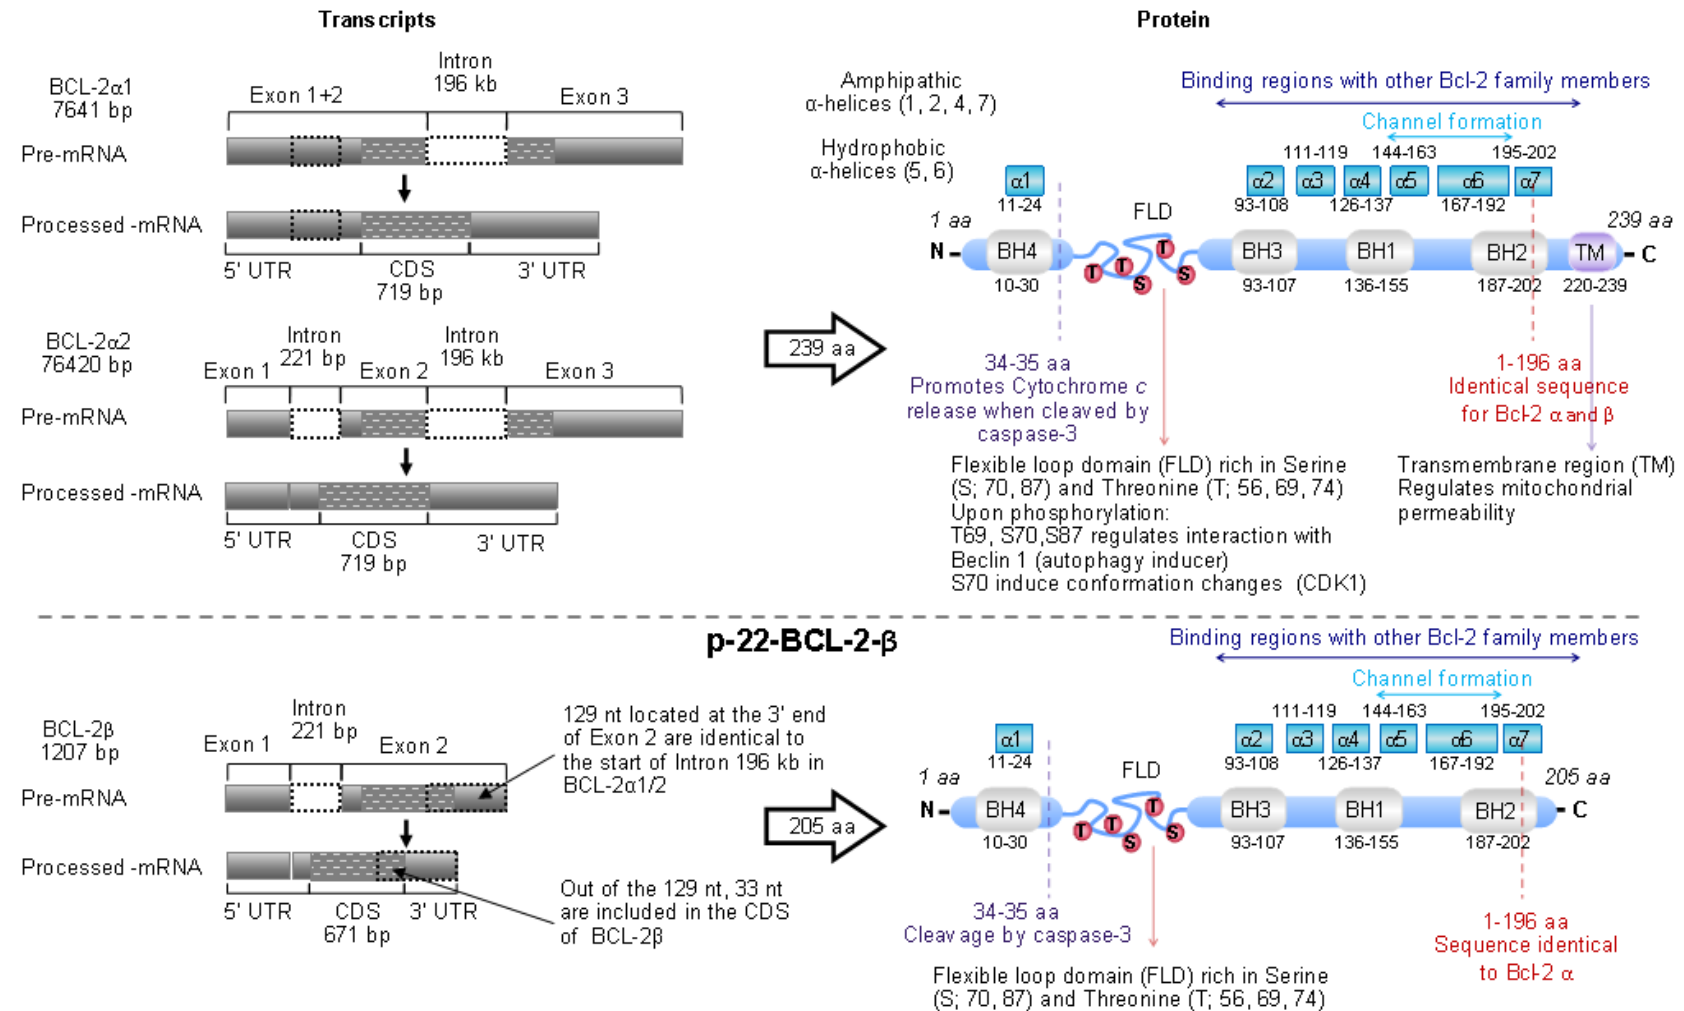 Transcripts
Protein
BCL-2α1
7641 bp
Exon 1+2
Intron
196 kb
Exon 3
Pre-mRNA
Processed -mRNA
5' UTR
CDS
719 bp
3' UTR
BCL-2α2
76420 bp
Exon 1
Intron
221 bp
Exon 2
Intron
196 kb
Exon 3
Pre-mRNA
Processed -mRNA
5' UTR
CDS
719 bp
3' UTR
239 aa
Amphipathic
α-helices (1, 2, 4, 7)
Hydrophobic
α-helices (5, 6)
Binding regions with other Bcl-2 family members
Channel formation
111-119
144-163
195-202
α1
α2
α3
α4
α5
α6
α7
11-24
93-108
126-137
167-192
1 aa
FLD
239 aa
N
BH4
T
T
S
T
S
BH3
BH1
BH2
TM
C
10-30
93-107
136-155
187-202
220-239
34-35 aa
Promotes Cytochrome c
release when cleaved by
caspase-3
1-196 aa
Identical sequence
for Bcl-2 α and β
Flexible loop domain (FLD) rich in Serine
(S; 70, 87) and Threonine (T; 56, 69, 74)
Upon phosphorylation:
T69, S70,S87 regulates interaction with
Beclin 1 (autophagy inducer)
S70 induce conformation changes (CDK1)
Transmembrane region (TM)
Regulates mitochondrial
permeability
p-22-BCL-2-β
BCL-2β
1207 bp
Exon 1
Intron
221 bp
Exon 2
Pre-mRNA
Processed -mRNA
5' UTR
CDS
671 bp
3' UTR
129 nt located at the 3' end
of Exon 2 are identical to
the start of Intron 196 kb in
BCL-2α1/2
Out of the 129 nt, 33 nt
are included in the CDS
of BCL-2β
205 aa
Binding regions with other Bcl-2 family members
Channel formation
111-119
144-163
195-202
α1
α2
α3
α4
α5
α6
α7
11-24
93-108
126-137
167-192
1 aa
FLD
205 aa
N
BH4
T
T
S
T
S
BH3
BH1
BH2
C
10-30
93-107
136-155
187-202
34-35 aa
Cleavage by caspase-3
1-196 aa
Sequence identical
to Bcl-2 α
Flexible loop domain (FLD) rich in Serine
(S; 70, 87) and Threonine (T; 56, 69, 74)